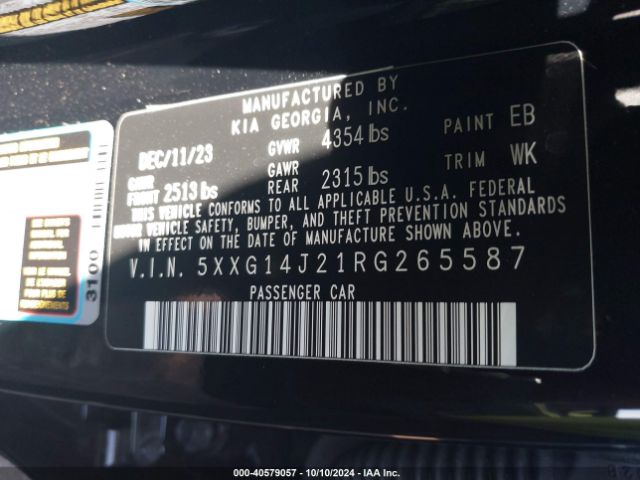 MANUFACTURED BY
KIA GEORGIA, INC.
DEC/11/23 GVWR 4354 lbs PAINT EB
GAWR FRONT 2513 lbs GAWR REAR 2315 lbs TRIM WK
THIS VEHICLE CONFORMS TO ALL APPLICABLE U.S.A. FEDERAL
MOTOR VEHICLE SAFETY, BUMPER, AND THEFT PREVENTION STANDARDS
IN EFFECT ON THE DATE OF MANUFACTURE SHOWN ABOVE.
V.I.N. 5XXG14J21RG265587
PASSENGER CAR
3100
000-40579057 - 10/10/2024 - IAA Inc.